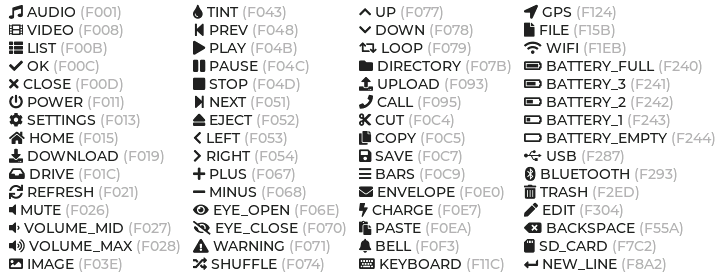 AUDIO (F001)
VIDEO (F008)
LIST (F00B)
OK (F00C)
CLOSE (F00D)
POWER (F011)
SETTINGS (F013)
HOME (F015)
DOWNLOAD (F019)
DRIVE (F01C)
REFRESH (F021)
MUTE (F026)
VOLUME_MID (F027)
VOLUME_MAX (F028)
IMAGE (F03E)
TINT (F043)
PREV (F048)
PLAY (F04B)
PAUSE (F04C)
STOP (F04D)
NEXT (F051)
EJECT (F052)
LEFT (F053)
RIGHT (F054)
PLUS (F067)
MINUS (F068)
EYE_OPEN (F06E)
EYE_CLOSE (F070)
WARNING (F071)
SHUFFLE (F074)
UP (F077)
DOWN (F078)
LOOP (F079)
DIRECTORY (F07B)
UPLOAD (F093)
CALL (F095)
CUT (F0C4)
COPY (F0C5)
SAVE (F0C7)
BARS (F0C9)
ENVELOPE (F0E0)
CHARGE (F0E7)
PASTE (F0EA)
BELL (F0F3)
KEYBOARD (F11C)
GPS (F124)
FILE (F15B)
WIFI (F1EB)
BATTERY_FULL (F240)
BATTERY_3 (F241)
BATTERY_2 (F242)
BATTERY_1 (F243)
BATTERY_EMPTY (F244)
USB (F287)
BLUETOOTH (F293)
TRASH (F2ED)
EDIT (F304)
BACKSPACE (F55A)
SD_CARD (F7C2)
NEW_LINE (F8A2)